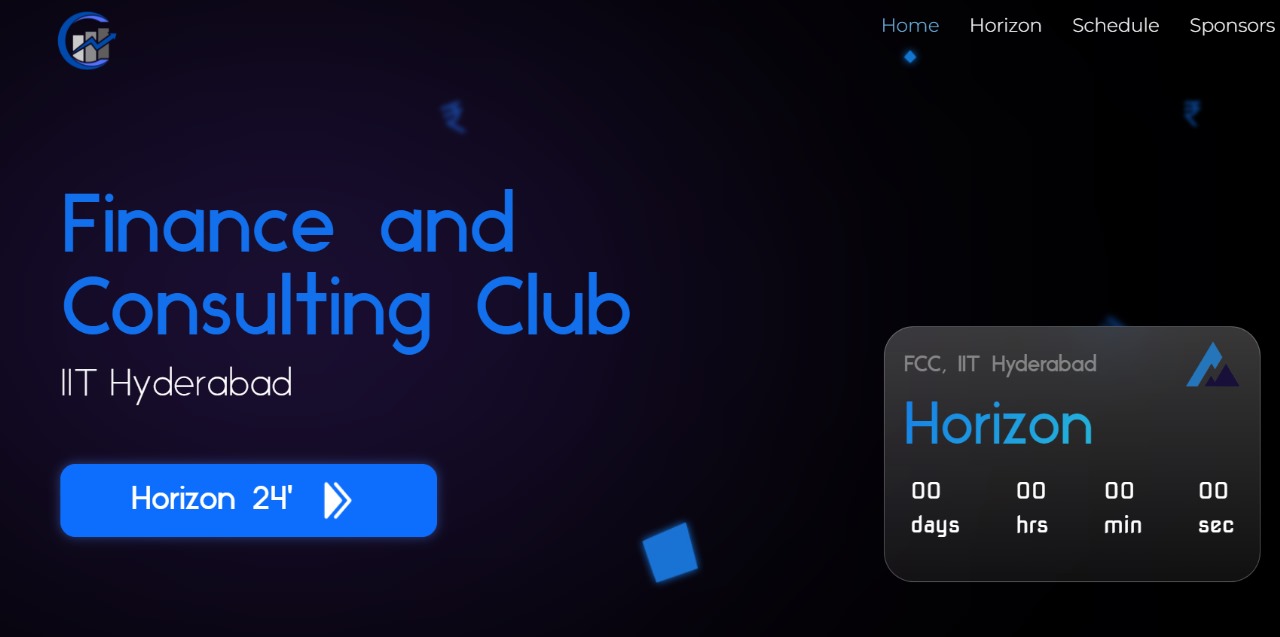 Home Horizon Schedule Sponsors
Finance and
Consulting Club
IIT Hyderabad
Horizon 24'
FCC, IIT Hyderabad
Horizon
00 00 00 00
days hrs min sec